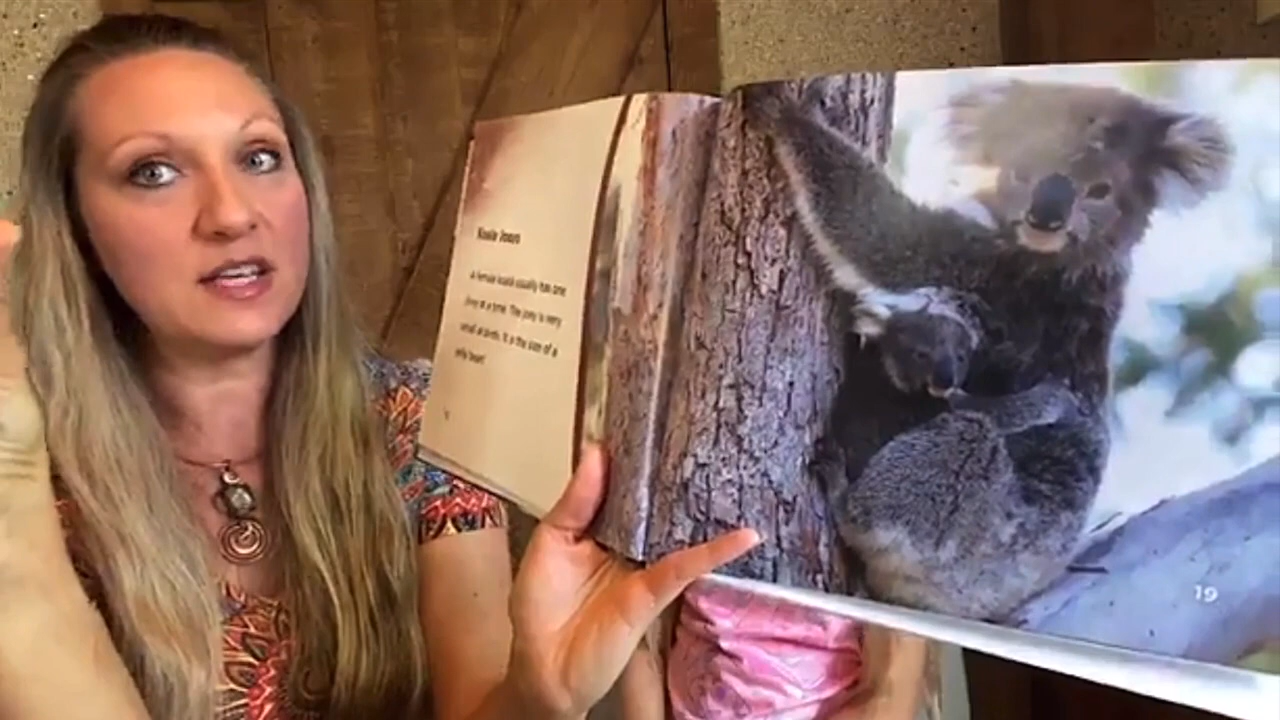 Koala Joeys
A female koala usually has one
joey at a time. The joey is very
small at birth. It is the size of a
jelly bean!
19